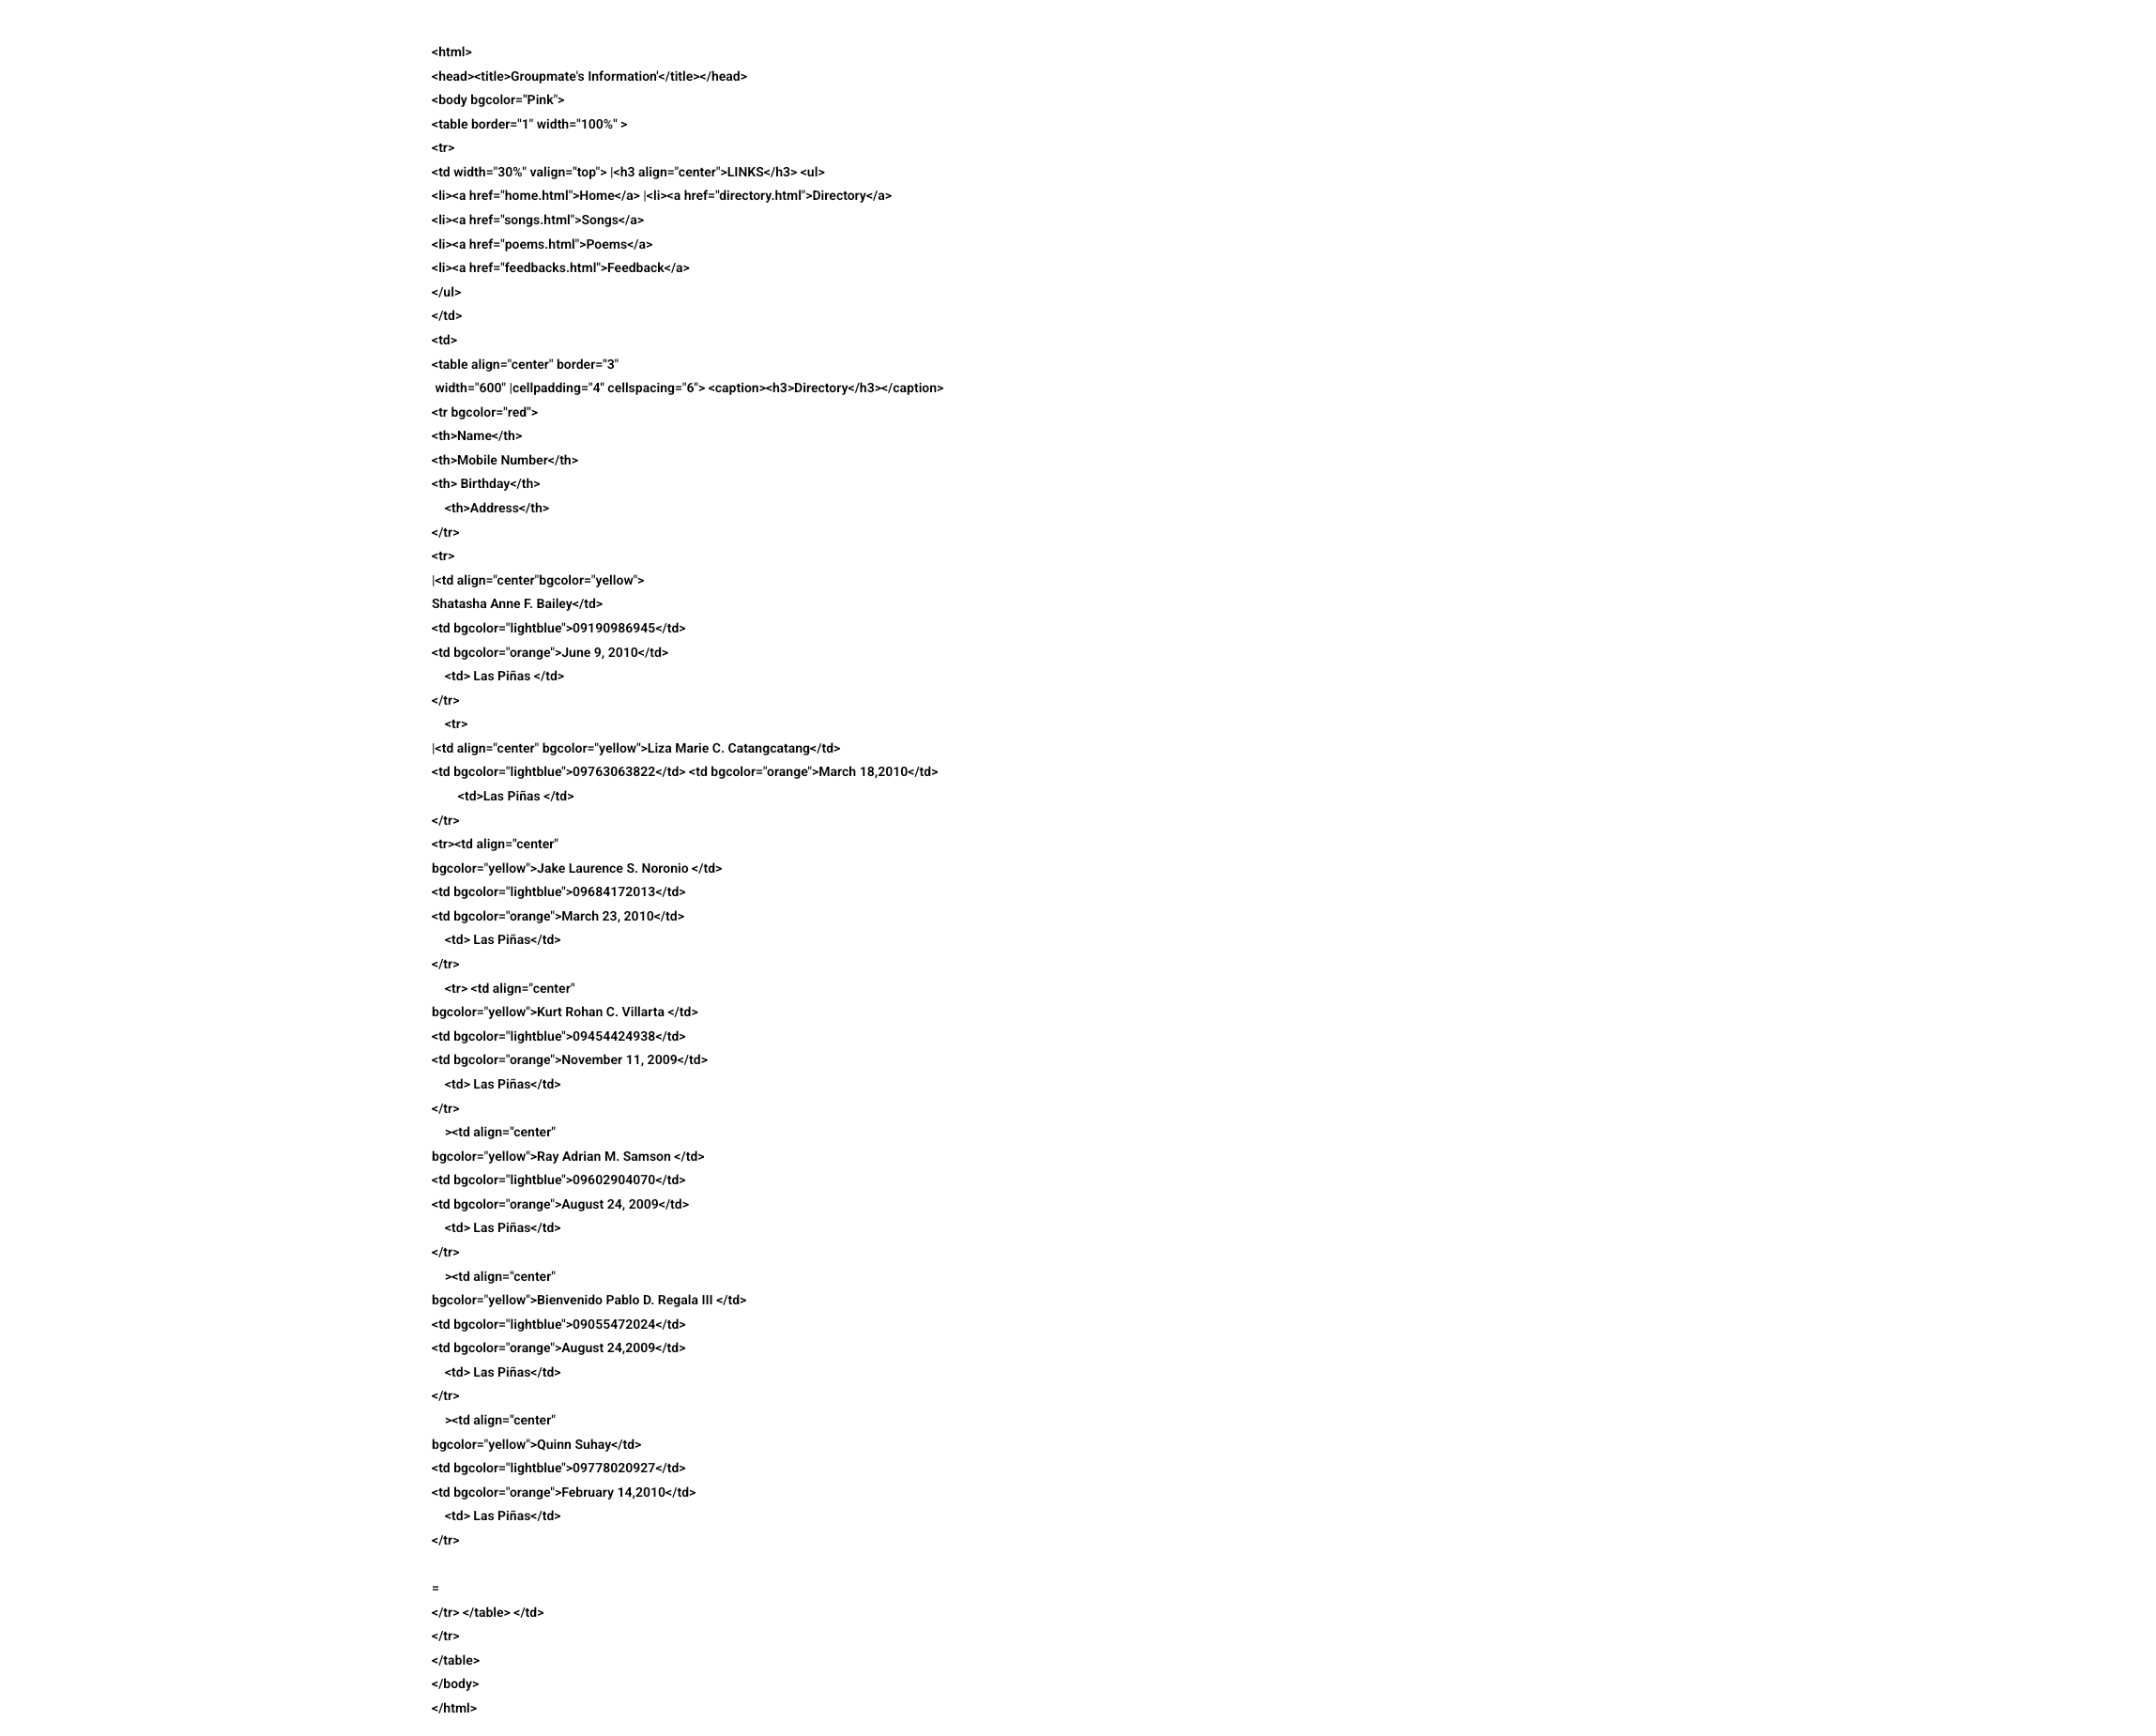 <html>
<head><title>Groupmate's Information'</title></head>
<body bgcolor="Pink">
<table border="1" width="100%" >
<tr>
<td width="30%" valign="top"> |<h3 align="center">LINKS</h3> <ul>
<li><a href="home.html">Home</a> |<li><a href="directory.html">Directory</a>
<li><a href="songs.html">Songs</a>
<li><a href="poems.html">Poems</a>
<li><a href="feedbacks.html">Feedback</a>
</ul>
</td>
<td>
<table align="center" border="3"
width="600" |cellpadding="4" cellspacing="6"> <caption><h3>Directory</h3></caption>
<tr bgcolor="red">
<th>Name</th>
<th>Mobile Number</th>
<th> Birthday</th>
<th>Address</th>
</tr>
<tr>
|<td align="center"bgcolor="yellow">
Shatasha Anne F. Bailey</td>
<td bgcolor="lightblue">09190986945</td>
<td bgcolor="orange">June 9, 2010</td>
<td> Las Piñas </td>
</tr>
<tr>
|<td align="center" bgcolor="yellow">Liza Marie C. Catangcatang</td>
<td bgcolor="lightblue">09763063822</td> <td bgcolor="orange">March 18,2010</td>
<td>Las Piñas </td>
</tr>
<tr><td align="center"
bgcolor="yellow">Jake Laurence S. Noronio </td>
<td bgcolor="lightblue">09684172013</td>
<td bgcolor="orange">March 23, 2010</td>
<td> Las Piñas</td>
</tr>
<tr> <td align="center"
bgcolor="yellow">Kurt Rohan C. Villarta </td>
<td bgcolor="lightblue">09454424938</td>
<td bgcolor="orange">November 11, 2009</td>
<td> Las Piñas</td>
</tr>
><td align="center"
bgcolor="yellow">Ray Adrian M. Samson </td>
<td bgcolor="lightblue">09602904070</td>
<td bgcolor="orange">August 24, 2009</td>
<td> Las Piñas</td>
</tr>
><td align="center"
bgcolor="yellow">Bienvenido Pablo D. Regala III </td>
<td bgcolor="lightblue">09055472024</td>
<td bgcolor="orange">August 24,2009</td>
<td> Las Piñas</td>
</tr>
><td align="center"
bgcolor="yellow">Quinn Suhay</td>
<td bgcolor="lightblue">09778020927</td>
<td bgcolor="orange">February 14,2010</td>
<td> Las Piñas</td>
</tr>
=
</tr> </table> </td>
</tr>
</table>
</body>
</html>